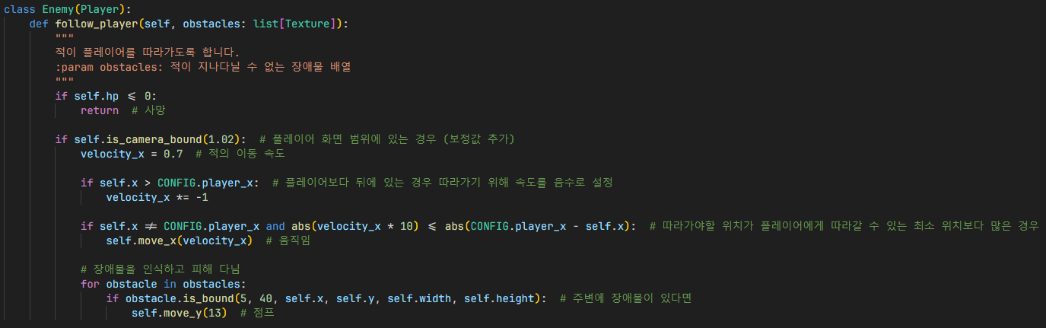 class Enemy(Player):
def follow_player(self, obstacles: list[Texture]):
"""
적이 플레이어를 따라가도록 합니다.
:param obstacles: 적이 지나다닐 수 없는 장애물 배열
"""
if self.hp <= 0:
return  # 사망
if self.is_camera_bound(1.02):  # 플레이어 화면 범위에 있는 경우 (보정값 추가)
velocity_x = 0.7  # 적의 이동 속도
if self.x > CONFIG.player_x:  # 플레이어보다 뒤에 있는 경우 따라가기 위해 속도를 음수로 설정
velocity_x *= -1
if self.x != CONFIG.player_x and abs(velocity_x * 10) <= abs(CONFIG.player_x - self.x):  # 따라가야할 위치가 플레이어에게 따라갈 수 있는 최소 위치보다 많은 경우
self.move_x(velocity_x)  # 움직임
# 장애물을 인식하고 피해 다님
for obstacle in obstacles:
if obstacle.is_bound(5, 40, self.x, self.y, self.width, self.height):  # 주변에 장애물이 있다면
self.move_y(13)  # 점프